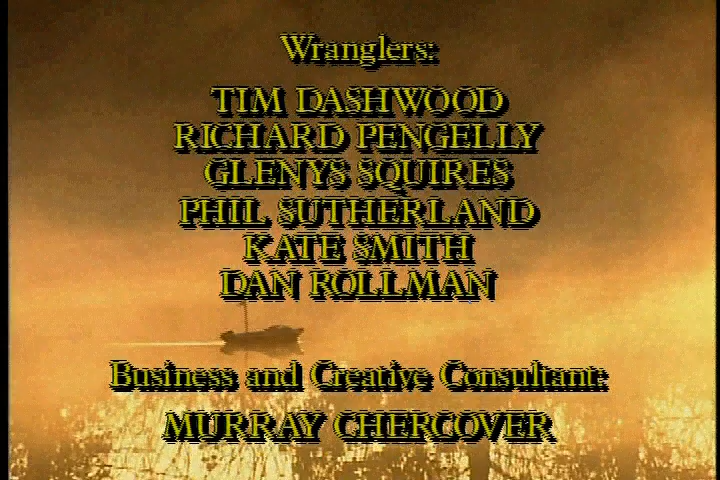 Wranglers:
TIM DASHWOOD
RICHARD PENGELLY
GLENYS SQUIRES
PHIL SUTHERLAND
KATE SMITH
DAN ROLLMAN
Business and Creative Consultant:
MURRAY CHERCOVER